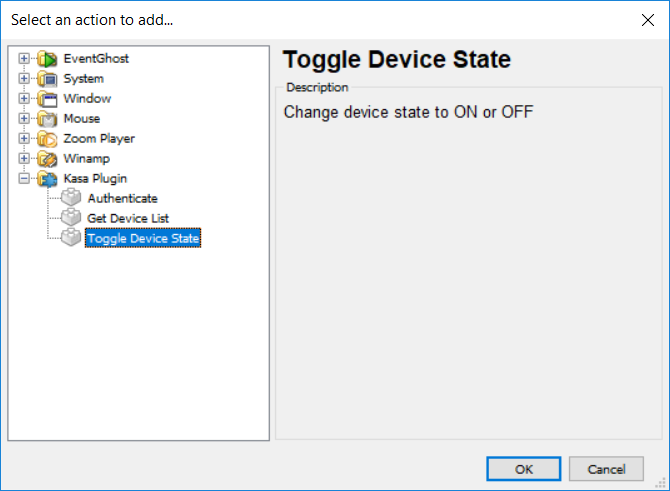 Select an action to add...
EventGhost
System
Window
Mouse
Zoom Player
Winamp
Kasa Plugin
Authenticate
Get Device List
Toggle Device State
Toggle Device State
Description
Change device state to ON or OFF
OK
Cancel